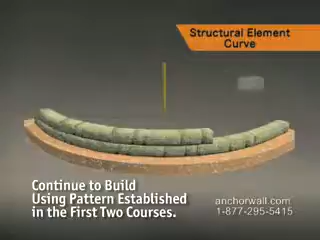 Structural Element
Curve
Continue to Build
Using Pattern Established
in the First Two Courses.
anchorwall.com
1-877-295-5415